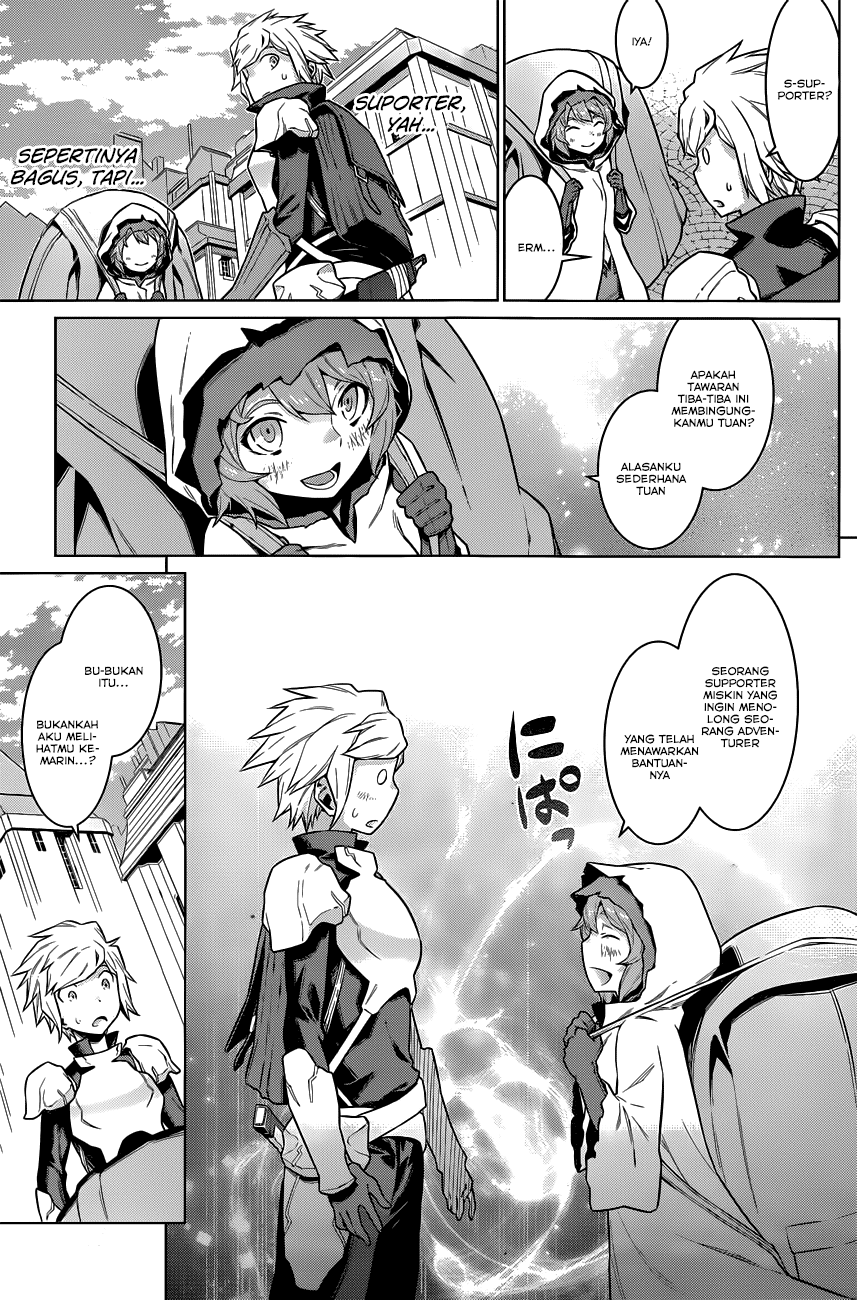 S-SUP-
PORTER?
IYA!
ERM...
SUPORTER,
YAH...
SEPERTINYA
BAGUS, TAPI...
APAKAH
TAWARAN
TIBA-TIBA INI
MEMBINGUNG-
KANMU TUAN?
ALASANKU
SEDERHANA
TUAN
SEORANG
SUPPORTER
MISKIN YANG
INGIN MENO-
LONG SEO-
RANG ADVEN-
TURER
YANG TELAH
MENAWARKAN
BANTUAN-
NYA
にぱっ
BU-BUKAN
ITU...
BUKANKAH
AKU MELI-
HATMU KE-
MARIN...?